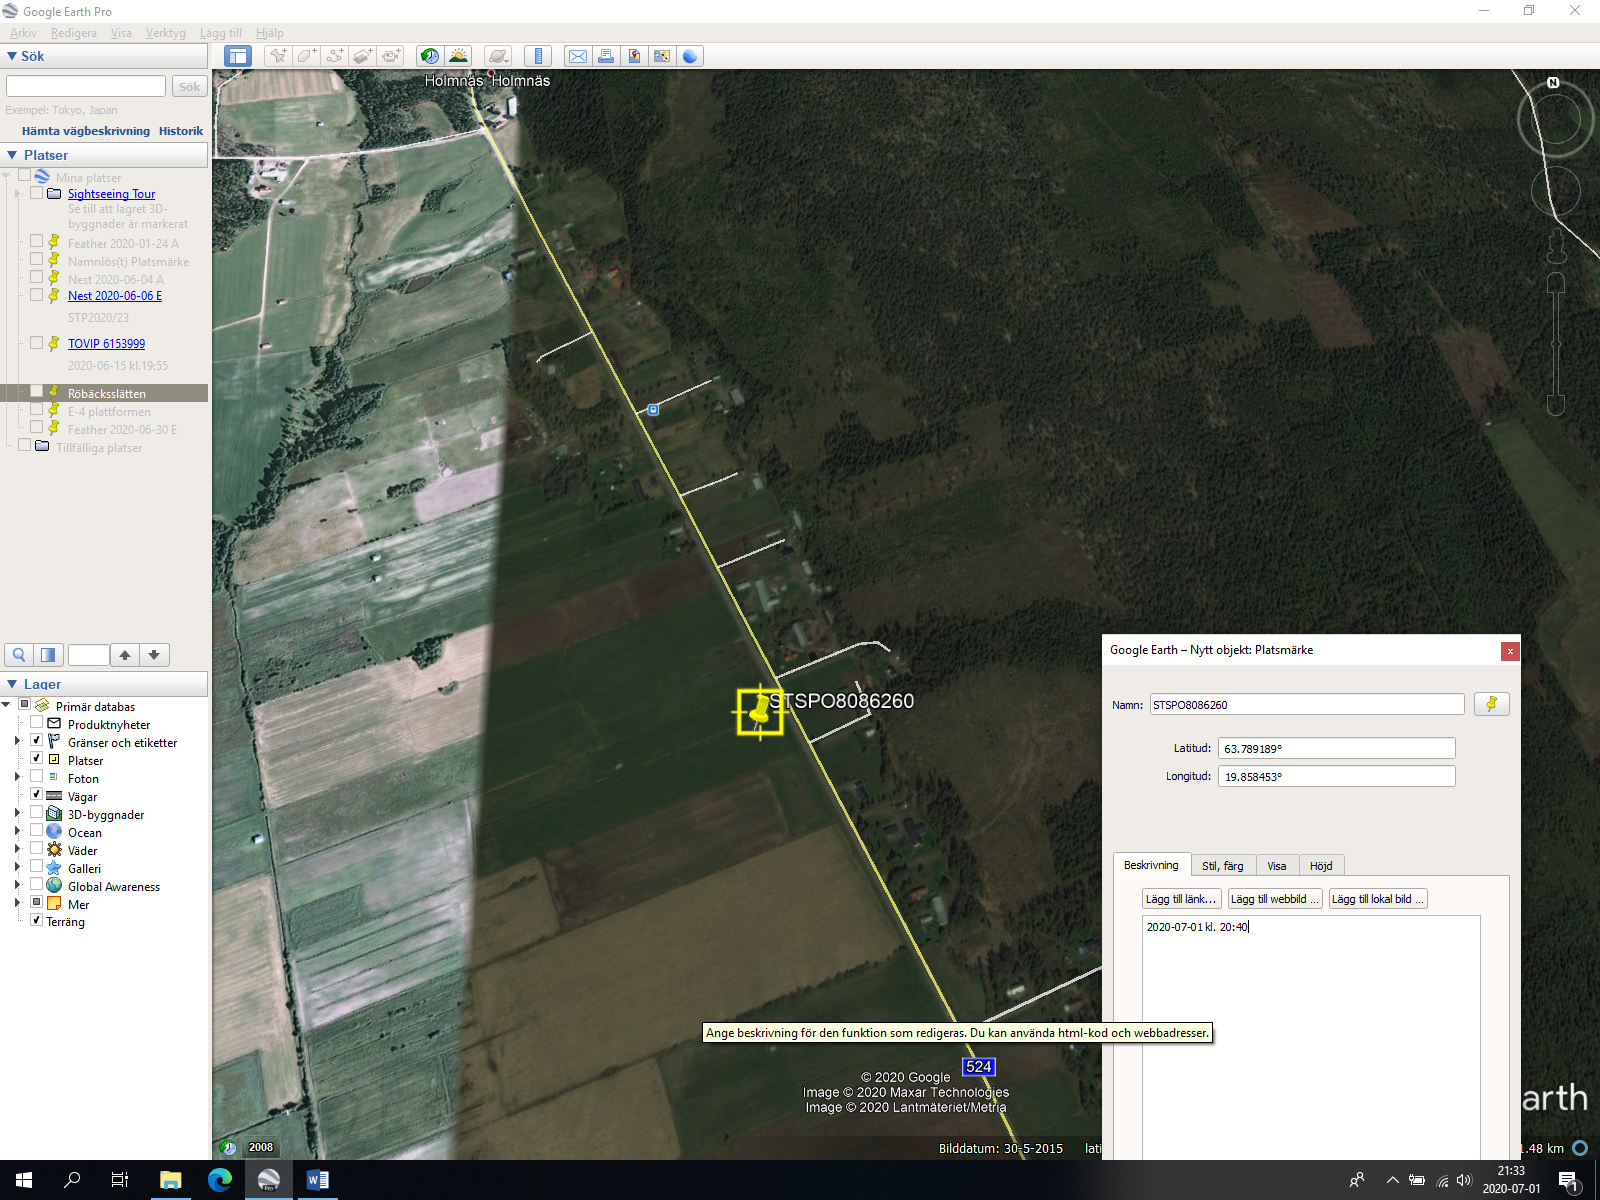 Google Earth Pro
Arkiv Redigera Visa Verktyg Lägg till Hjälp
Sök
Sök
Exempel: Tokyo, Japan
Hämta vägbeskrivning Historik
Platser
Mina platser
Sightseeing Tour
Se till att lagret 3D-
byggnader är markerat
Feather 2020-01-24 A
Namnlös(t) Platsmärke
Nest 2020-06-04 A
Nest 2020-06-06 E
STP2020/23
TOVIP 6153999
2020-06-15 kl.19:55
Röbäcksslätten
E-4 plattformen
Feather 2020-06-30 E
Tillfälliga platser
Lager
Primär databas
Produktnyheter
Gränser och etiketter
Platser
Foton
Vägar
3D-byggnader
Ocean
Väder
Galleri
Global Awareness
Mer
Terräng
Holmnäs Holmnäs
N
STSPO8086260
Google Earth – Nytt objekt: Platsmärke
x
Namn: STSPO8086260
Latitud: 63.789189°
Longitud: 19.858453°
Beskrivning Stil, färg Visa Höjd
Lägg till länk... Lägg till webbild ... Lägg till lokal bild ...
2020-07-01 kl. 20:40
Ange beskrivning för den funktion som redigeras. Du kan använda html-kod och webbadresser.
524
© 2020 Google
Image © 2020 Maxar Technologies
Image © 2020 Lantmäteriet/Metria
arth
2008
Bilddatum: 30-5-2015 lati
1.48 km
Pro
21:33
2020-07-01
1